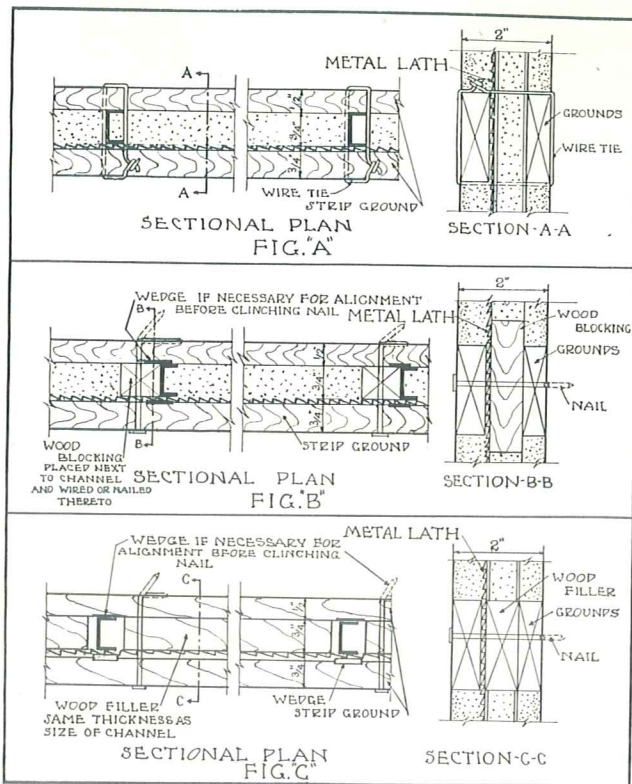 A
METAL LATH
2"
1/2"
3/4"
3/4"
GROUNDS
WIRE TIE
A
WIRE TIE
STRIP GROUND
SECTIONAL PLAN
FIG. "A"
SECTION-A-A
WEDGE IF NECESSARY FOR ALIGNMENT
BEFORE CLINCHING NAIL
B
METAL LATH
2"
WOOD
BLOCKING
GROUNDS
1/2"
3/4"
3/4"
NAIL
B
STRIP GROUND
WOOD
BLOCKING
PLACED NEXT
TO CHANNEL
AND WIRED OR NAILED
THERETO
SECTIONAL PLAN
FIG. "B"
SECTION-B-B
WEDGE IF NECESSARY FOR
ALIGNMENT BEFORE CLINCHING
NAIL
METAL LATH
2"
C
WOOD
FILLER
GROUNDS
1/2"
3/4"
3/4"
NAIL
C
WEDGE
STRIP GROUND
WOOD FILLER
SAME THICKNESS AS
SIZE OF CHANNEL
SECTIONAL PLAN
FIG. "C"
SECTION-C-C